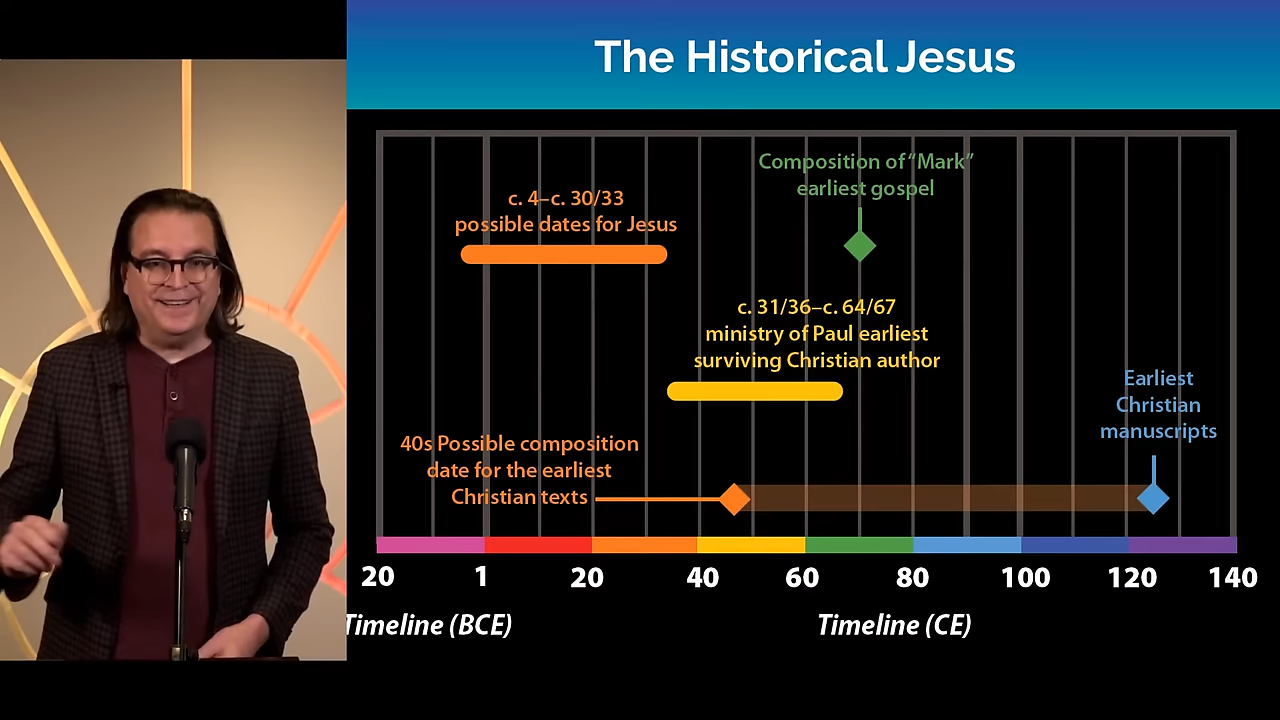 The Historical Jesus
Composition of “Mark”
earliest gospel
c. 4–c. 30/33
possible dates for Jesus
c. 31/36–c. 64/67
ministry of Paul earliest
surviving Christian author
Earliest
Christian
manuscripts
40s Possible composition
date for the earliest
Christian texts
20 1 20 40 60 80 100 120 140
Timeline (BCE) Timeline (CE)